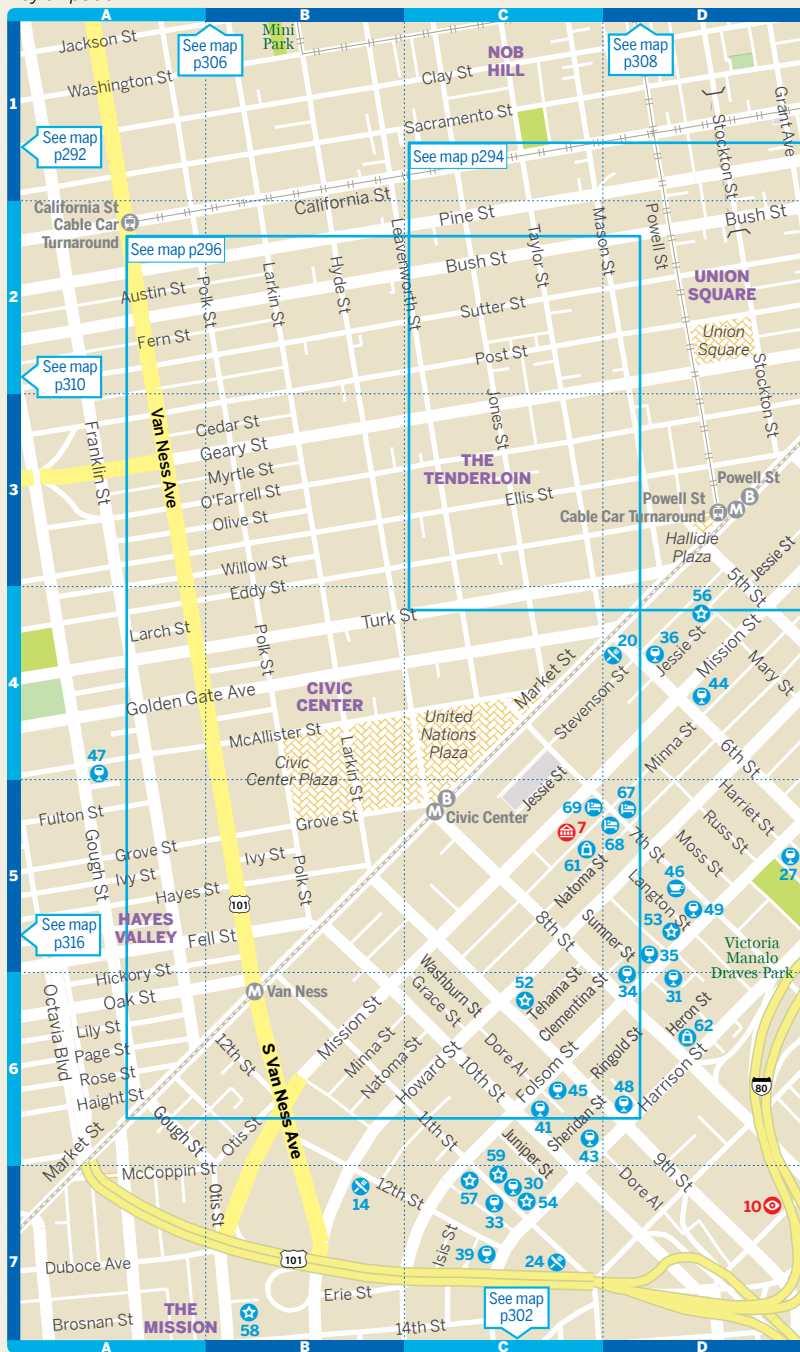 A
B
C
D
Jackson St
See map
p306
Mini
Park
NOB
HILL
See map
p308
Washington St
Clay St
1
Sacramento St
Grant Ave
Stockton St
See map
p292
See map p294
California St
California St
Cable Car
Turnaround
Pine St
Leavenworth St
Taylor St
Mason St
Powell St
Bush St
See map p296
Bush St
2
Austin St
Polk St
Larkin St
Hyde St
UNION
SQUARE
Sutter St
Fern St
Union
Square
Post St
Stockton St
See map
p310
Jones St
Van Ness Ave
Franklin St
Cedar St
Geary St
3
Myrtle St
O'Farrell St
Olive St
THE
TENDERLOIN
Ellis St
Powell St
B
M
Powell St
Cable Car Turnaround
Hallidie
Plaza
Jessie St
5th St
Willow St
Eddy St
56
Turk St
Larch St
Polk St
20
36
Jessie St
Mission St
Mary St
4
CIVIC
CENTER
Market St
Stevenson St
44
Golden Gate Ave
McAllister St
United
Nations
Plaza
Minna St
6th St
47
Civic
Center Plaza
Larkin St
Jessie St
B
M
Civic Center
69
67
7
68
61
Harriet St
Fulton St
Gough St
Grove St
Grove St
Ivy St
Ivy St
Polk St
7th St
Russ St
Moss St
27
5
Hayes St
Natoma St
46
Langton St
49
101
HAYES
VALLEY
Fell St
8th St
Sumner St
53
35
Victoria
Manalo
Draves Park
See map
p316
Hickory St
Oak St
M
Van Ness
Washburn St
Grace St
52
Tehama St
Clementina St
34
31
Heron St
62
Octavia Blvd
Lily St
Page St
12th St
Mission St
Minna St
Natoma St
Dore Al
Ringold St
Harrison St
6
Rose St
Haight St
S Van Ness Ave
Howard St
10th St
Folsom St
45
48
80
41
Sheridan St
43
Market St
Gough St
Otis St
11th St
Juniper St
9th St
Dore Al
McCoppin St
Otis St
14
12th St
59
57
30
54
33
10
Isis St
39
24
7
Duboce Ave
101
Erie St
See map
p302
THE
MISSION
58
Brosnan St
14th St
A
B
C
D